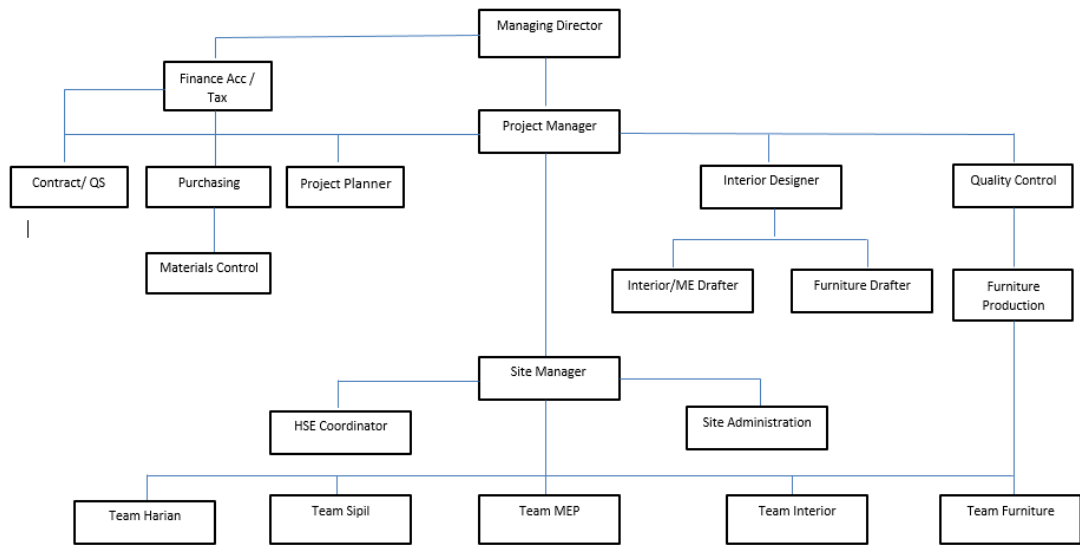 Managing Director
Finance Acc /
Tax
Project Manager
Contract/ QS
Purchasing
Project Planner
Interior Designer
Quality Control
Materials Control
Interior/ME Drafter
Furniture Drafter
Furniture
Production
Site Manager
HSE Coordinator
Site Administration
Team Harian
Team Sipil
Team MEP
Team Interior
Team Furniture